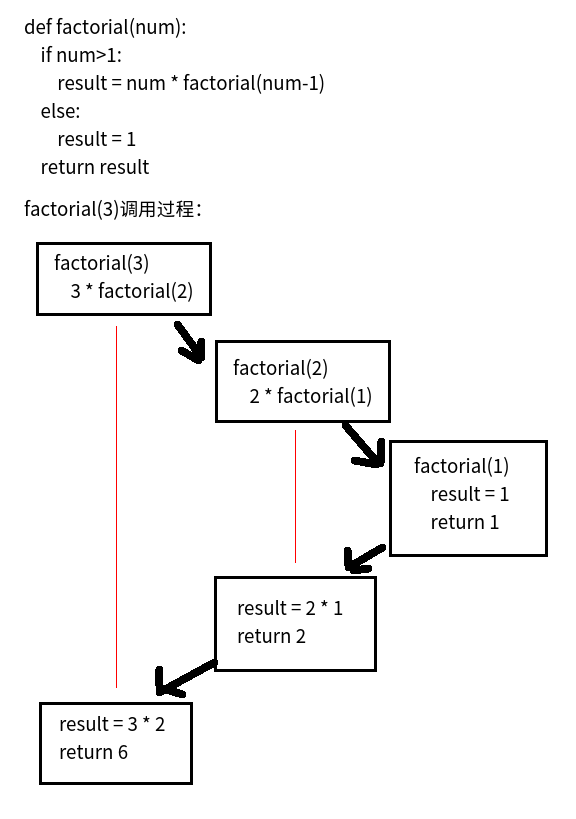 def factorial(num):
if num>1:
result = num * factorial(num-1)
else:
result = 1
return result
factorial(3)调用过程：
factorial(3)
3 * factorial(2)
factorial(2)
2 * factorial(1)
factorial(1)
result = 1
return 1
result = 2 * 1
return 2
result = 3 * 2
return 6